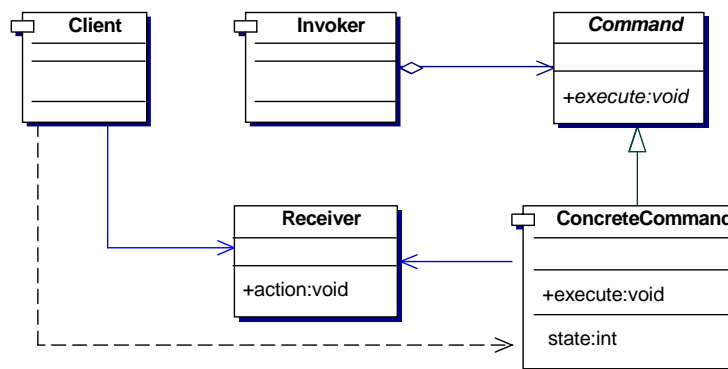 Client
Invoker
Command
+execute:void
Receiver
+action:void
ConcreteCommand
+execute:void
state:int